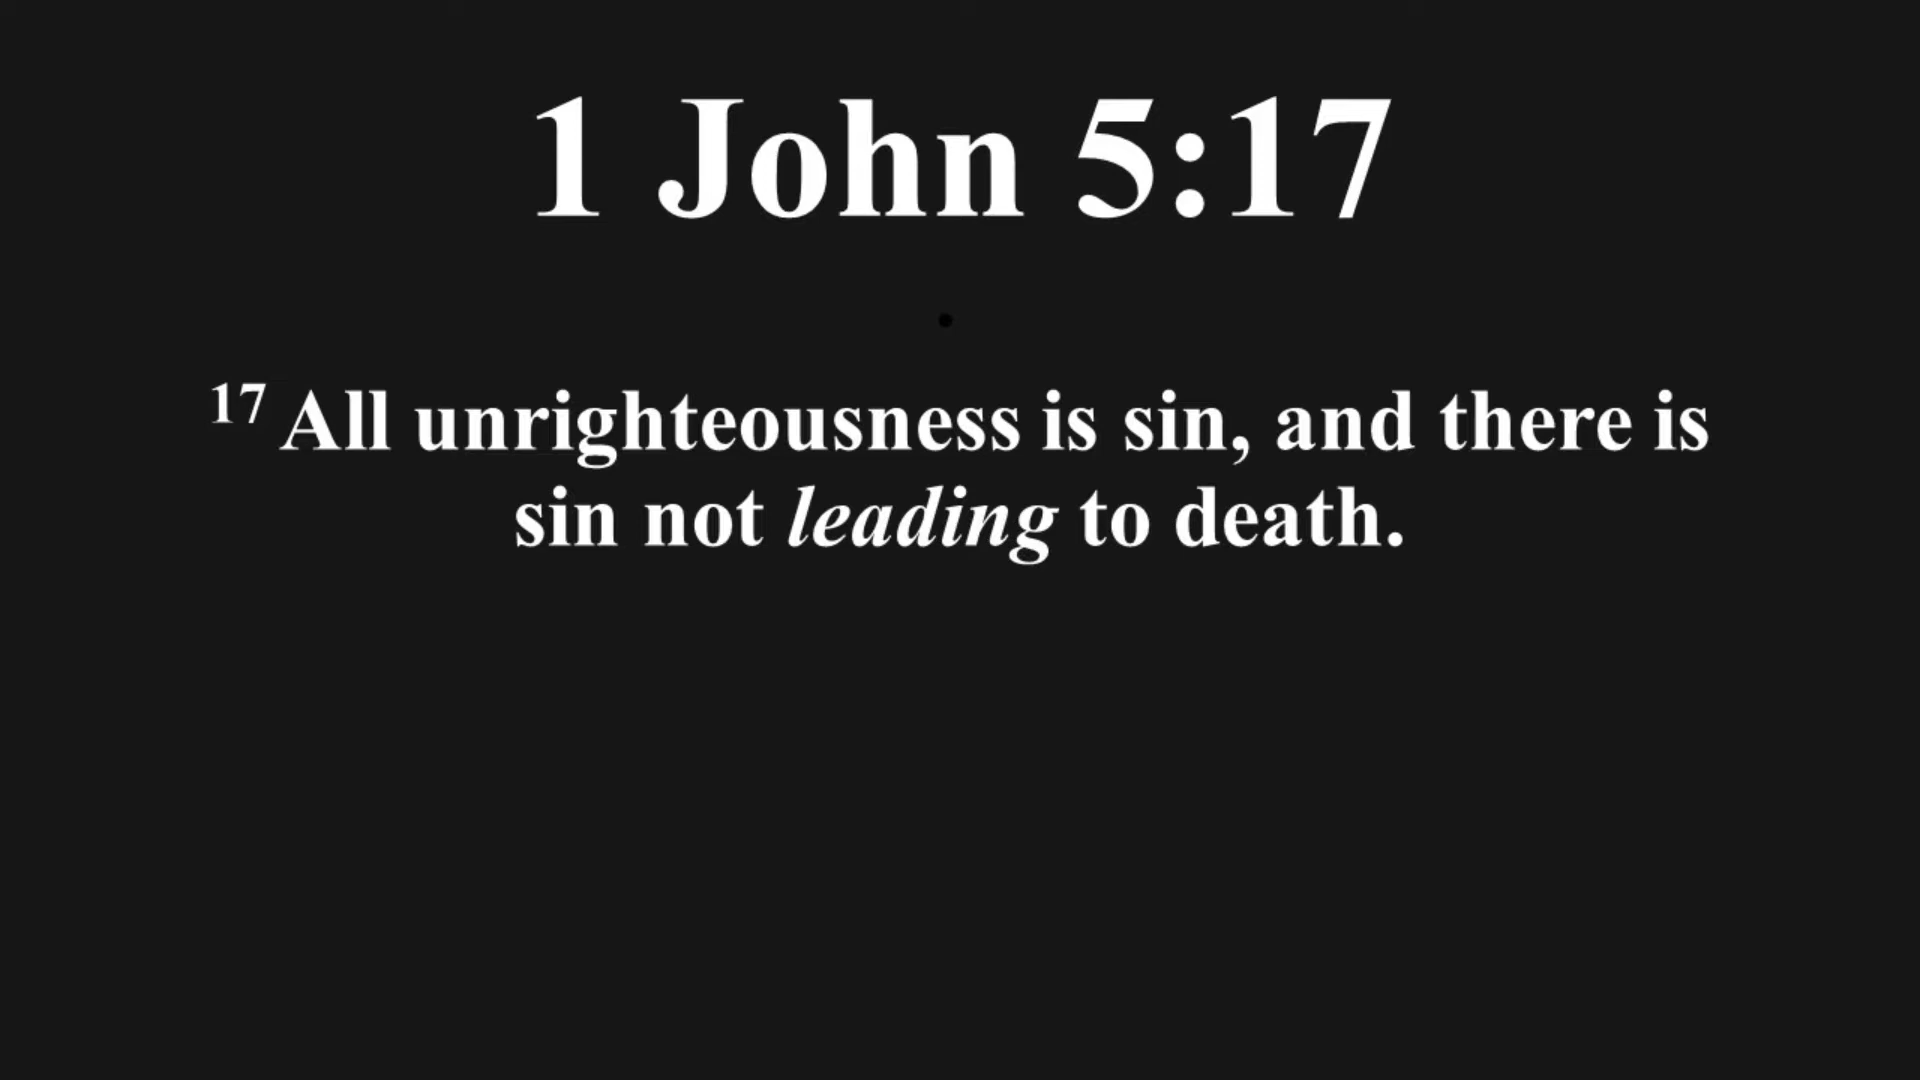 1 John 5:17
17 All unrighteousness is sin, and there is
sin not leading to death.